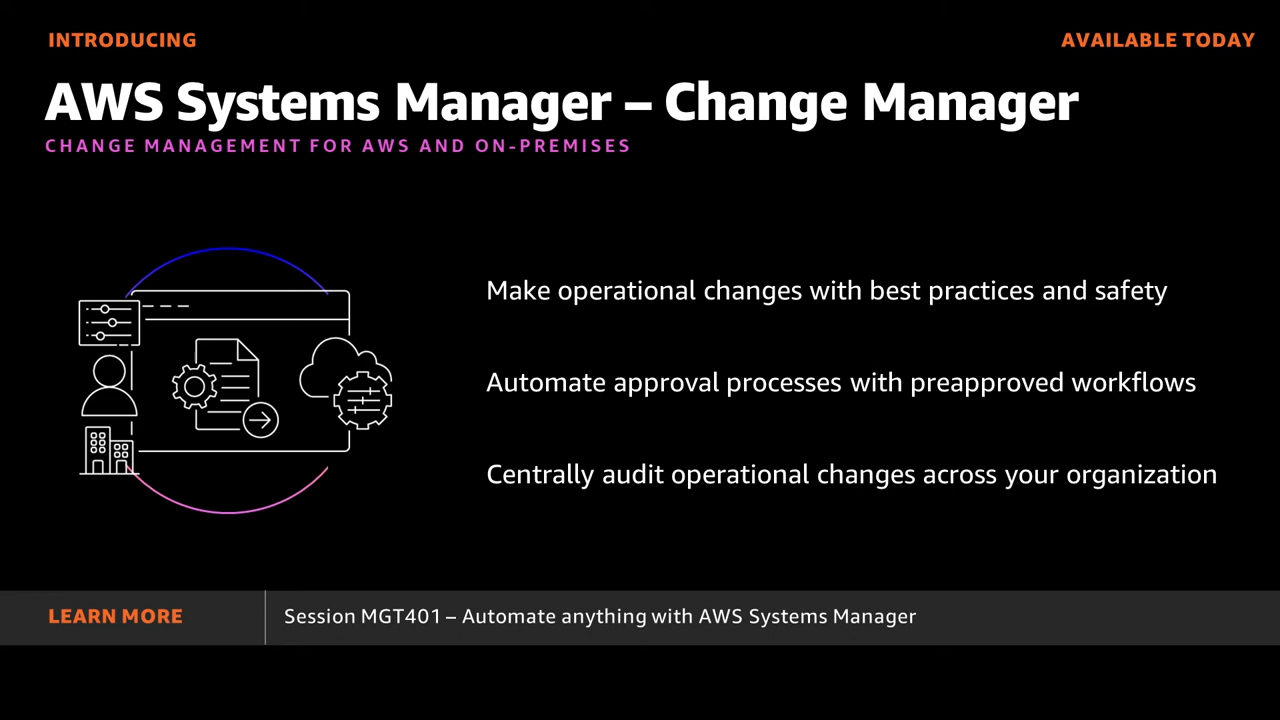 INTRODUCING
AVAILABLE TODAY
AWS Systems Manager – Change Manager
CHANGE MANAGEMENT FOR AWS AND ON-PREMISES
Make operational changes with best practices and safety
Automate approval processes with preapproved workflows
Centrally audit operational changes across your organization
LEARN MORE
Session MGT401 – Automate anything with AWS Systems Manager